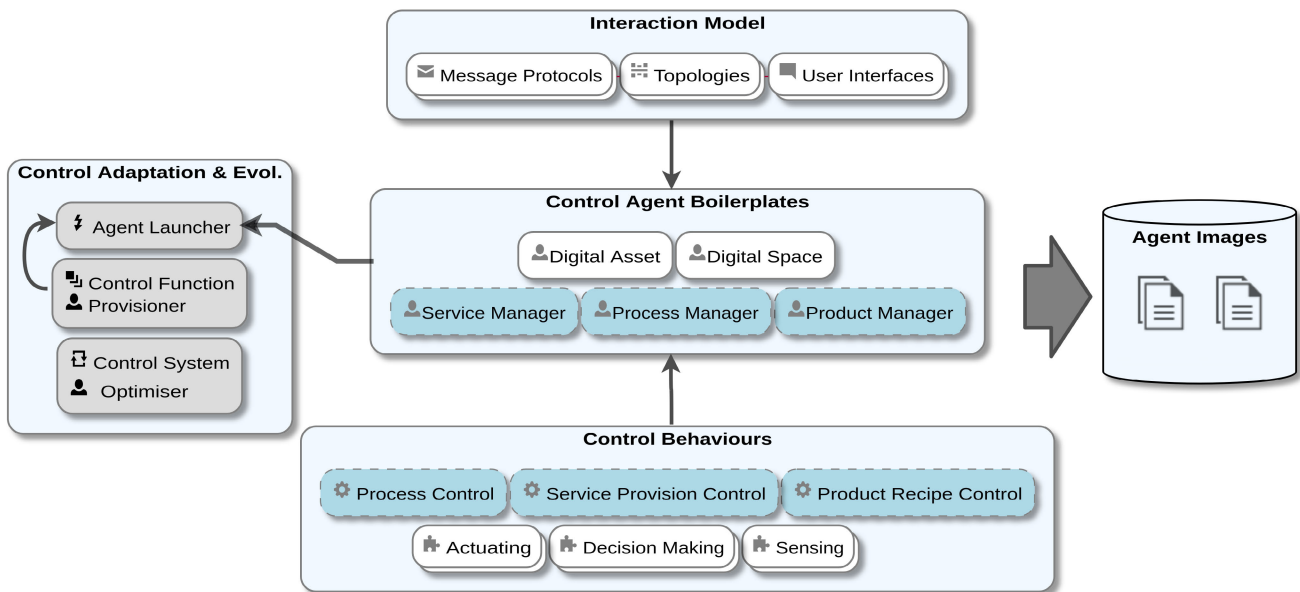 Interaction Model
Message Protocols
Topologies
User Interfaces
Control Adaptation & Evol.
Agent Launcher
Control Function
Provisioner
Control System
Optimiser
Control Agent Boilerplates
Digital Asset
Digital Space
Service Manager
Process Manager
Product Manager
Agent Images
Control Behaviours
Process Control
Service Provision Control
Product Recipe Control
Actuating
Decision Making
Sensing